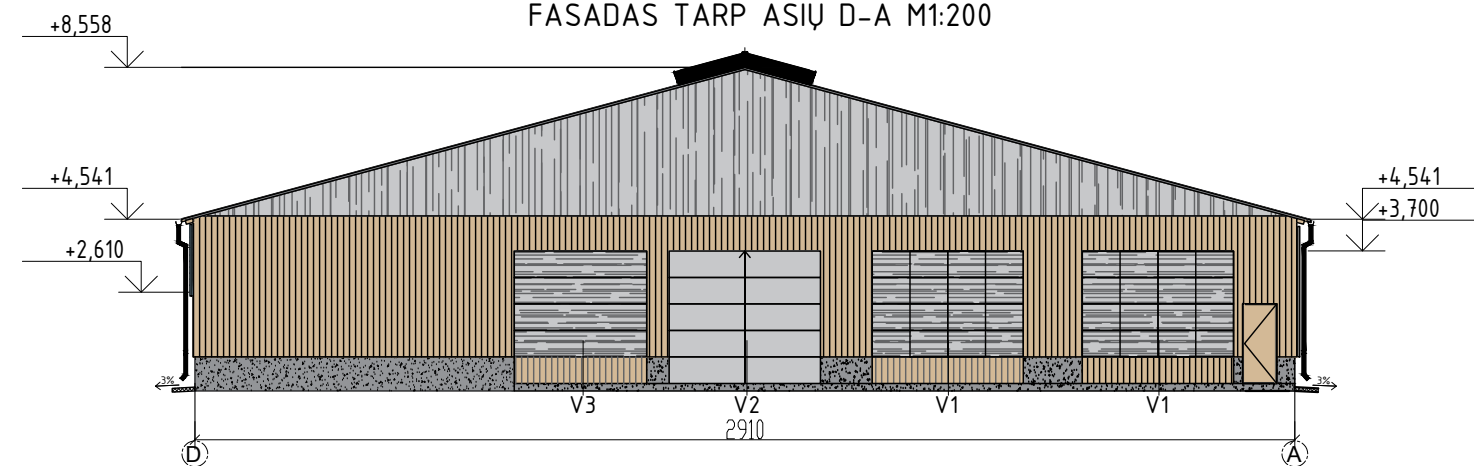 FASADAS TARP ASIŲ D-A M1:200
+8,558
+4,541
+4,541
+3,700
+2,610
3%
3%
V3
V2
V1
V1
2910
D
A